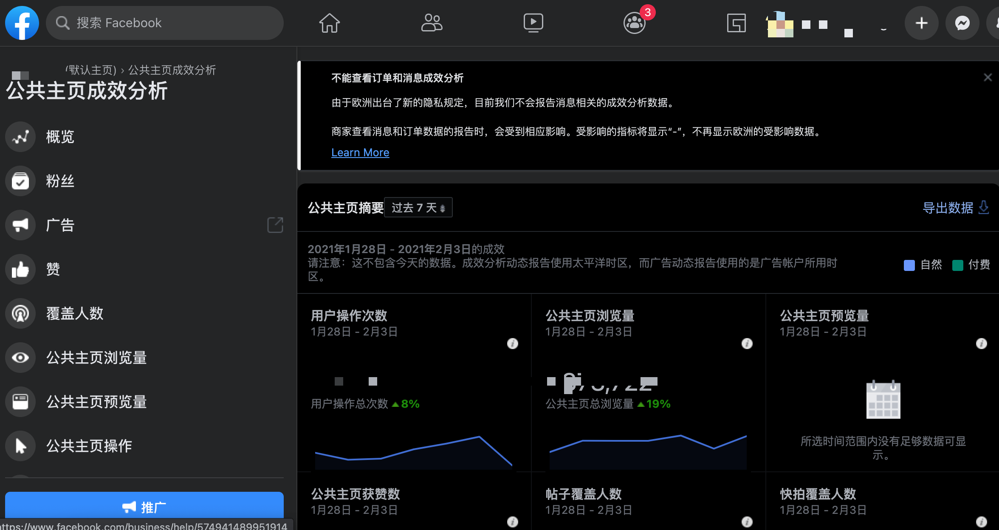 搜索 Facebook
3
(默认主页) › 公共主页成效分析
公共主页成效分析
概览
粉丝
广告
赞
覆盖人数
公共主页浏览量
公共主页预览量
公共主页操作
推广
https://www.facebook.com/business/help/574941489951914
不能查看订单和消息成效分析
由于欧洲出台了新的隐私规定，目前我们不会报告消息相关的成效分析数据。
商家查看消息和订单数据的报告时，会受到相应影响。受影响的指标将显示“-”，不再显示欧洲的受影响数据。
Learn More
公共主页摘要 过去 7 天
导出数据
2021年1月28日 - 2021年2月3日的成效
请注意：这不包含今天的数据。成效分析动态报告使用太平洋时区，而广告动态报告使用的是广告帐户所用时
区。
自然 付费
用户操作次数
1月28日 - 2月3日
用户操作总次数 8%
公共主页浏览量
1月28日 - 2月3日
公共主页总浏览量 19%
公共主页预览量
1月28日 - 2月3日
所选时间范围内没有足够数据可显
示。
公共主页获赞数
1月28日 - 2月3日
帖子覆盖人数
1月28日 - 2月3日
快拍覆盖人数
1月28日 - 2月3日